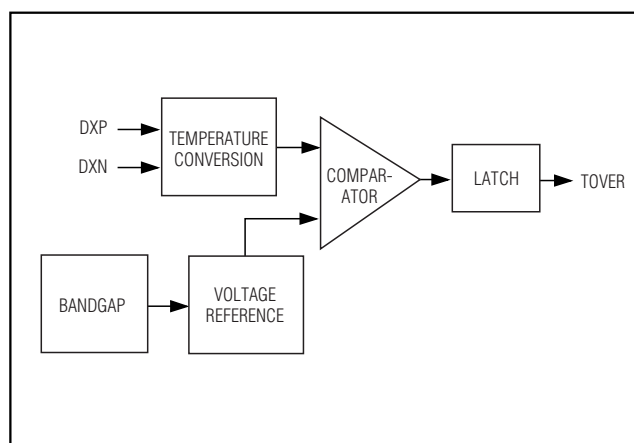 DXP
DXN
TEMPERATURE
CONVERSION
COMPAR-
ATOR
LATCH
TOVER
BANDGAP
VOLTAGE
REFERENCE